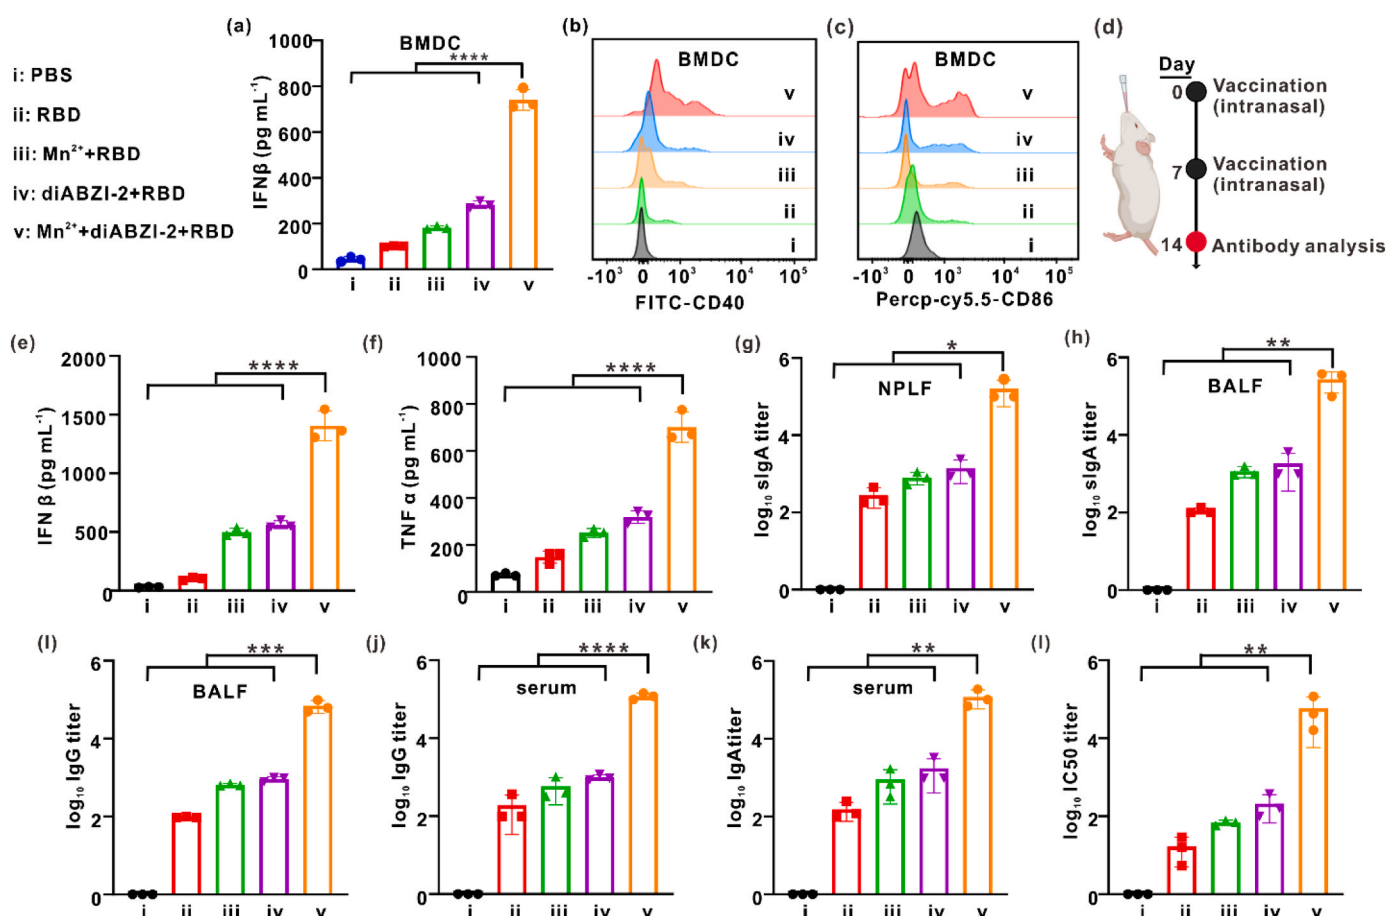 i: PBS
ii: RBD
iii: Mn²⁺+RBD
iv: diABZI-2+RBD
v: Mn²⁺+diABZI-2+RBD
(a)
BMDC
****
IFNβ (pg mL⁻¹)
1000
800
600
400
200
0
i ii iii iv v
(b)
BMDC
v
iv
iii
ii
i
-10³ 0 10³ 10⁴ 10⁵
FITC-CD40
(c)
BMDC
v
iv
iii
ii
i
-10³ 0 10³ 10⁴ 10⁵
Percp-cy5.5-CD86
(d)
Day
0 Vaccination
(intranasal)
7 Vaccination
(intranasal)
14 Antibody analysis
(e)
****
IFN β (pg mL⁻¹)
2000
1500
1000
500
0
i ii iii iv v
(f)
****
TNF α (pg mL⁻¹)
1000
800
600
400
200
0
i ii iii iv v
(g)
*
NPLF
log₁₀ sIgA titer
6
4
2
0
i ii iii iv v
(h)
**
BALF
log₁₀ sIgA titer
6
4
2
0
i ii iii iv v
(I)
***
BALF
log₁₀ IgG titer
6
4
2
0
i ii iii iv v
(j)
****
serum
log₁₀ IgG titer
6
4
2
0
i ii iii iv v
(k)
**
serum
log₁₀ IgAtiter
6
4
2
0
i ii iii iv v
(l)
**
log₁₀ IC50 titer
6
4
2
0
i ii iii iv v